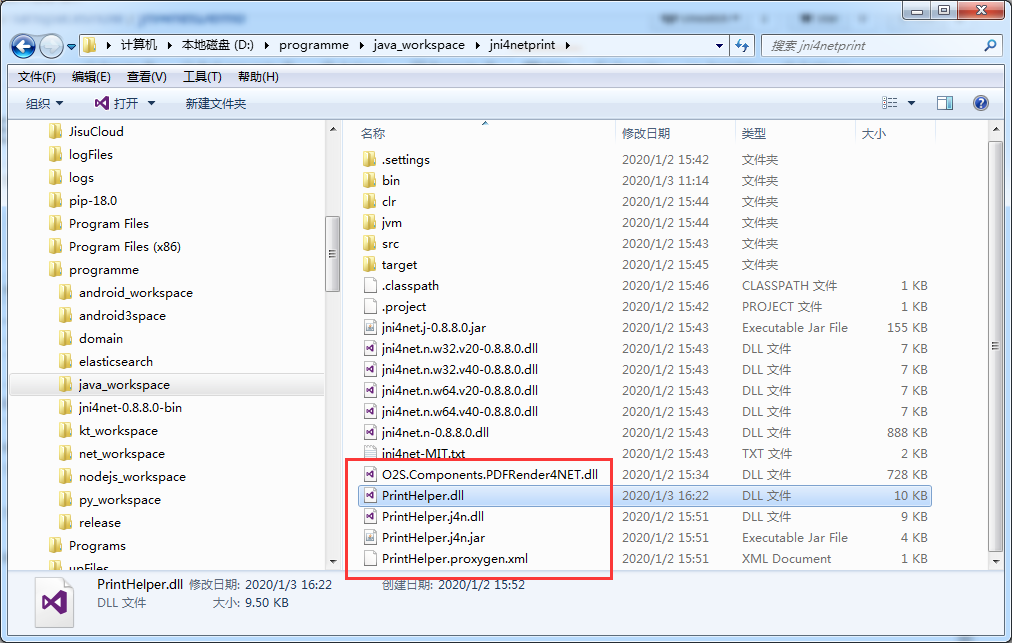 计算机 本地磁盘 (D:) programme java_workspace jni4netprint 搜索 jni4netprint
文件(F) 编辑(E) 查看(V) 工具(T) 帮助(H)
组织 打开 新建文件夹
JisuCloud
logFiles
logs
pip-18.0
Program Files
Program Files (x86)
programme
android_workspace
android3space
domain
elasticsearch
java_workspace
jni4net-0.8.8.0-bin
kt_workspace
net_workspace
nodejs_workspace
py_workspace
release
Programs
upFiles
名称 修改日期 类型 大小
.settings 2020/1/2 15:42 文件夹
bin 2020/1/3 11:14 文件夹
clr 2020/1/2 15:44 文件夹
jvm 2020/1/2 15:44 文件夹
src 2020/1/2 15:43 文件夹
target 2020/1/2 15:45 文件夹
.classpath 2020/1/2 15:46 CLASSPATH 文件 1 KB
.project 2020/1/2 15:42 PROJECT 文件 1 KB
jni4net.j-0.8.8.0.jar 2020/1/2 15:43 Executable Jar File 155 KB
jni4net.n.w32.v20-0.8.8.0.dll 2020/1/2 15:43 DLL 文件 7 KB
jni4net.n.w32.v40-0.8.8.0.dll 2020/1/2 15:43 DLL 文件 7 KB
jni4net.n.w64.v20-0.8.8.0.dll 2020/1/2 15:43 DLL 文件 7 KB
jni4net.n.w64.v40-0.8.8.0.dll 2020/1/2 15:43 DLL 文件 7 KB
jni4net.n-0.8.8.0.dll 2020/1/2 15:43 DLL 文件 888 KB
jni4net-MIT.txt 2020/1/2 15:43 TXT 文件 2 KB
O2S.Components.PDFRender4NET.dll 2020/1/2 15:34 DLL 文件 728 KB
PrintHelper.dll 2020/1/3 16:22 DLL 文件 10 KB
PrintHelper.j4n.dll 2020/1/2 15:51 DLL 文件 9 KB
PrintHelper.j4n.jar 2020/1/2 15:51 Executable Jar File 4 KB
PrintHelper.proxygen.xml 2020/1/2 15:51 XML Document 1 KB
PrintHelper.dll 修改日期: 2020/1/3 16:22 创建日期: 2020/1/2 15:52
DLL 文件 大小: 9.50 KB